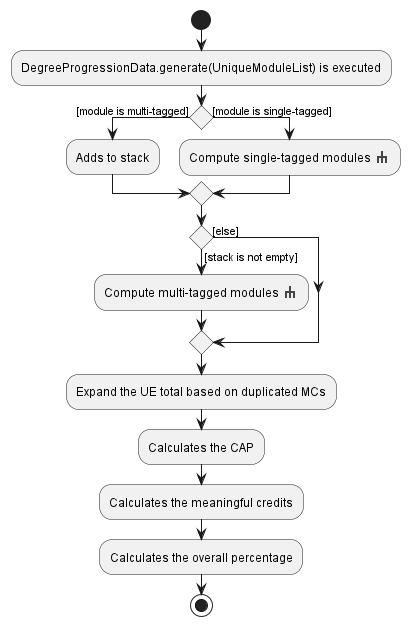 DegreeProgressionData.generate(UniqueModuleList) is executed
[module is multi-tagged] [module is single-tagged]
Adds to stack
Compute single-tagged modules
[else]
[stack is not empty]
Compute multi-tagged modules
Expand the UE total based on duplicated MCs
Calculates the CAP
Calculates the meaningful credits
Calculates the overall percentage